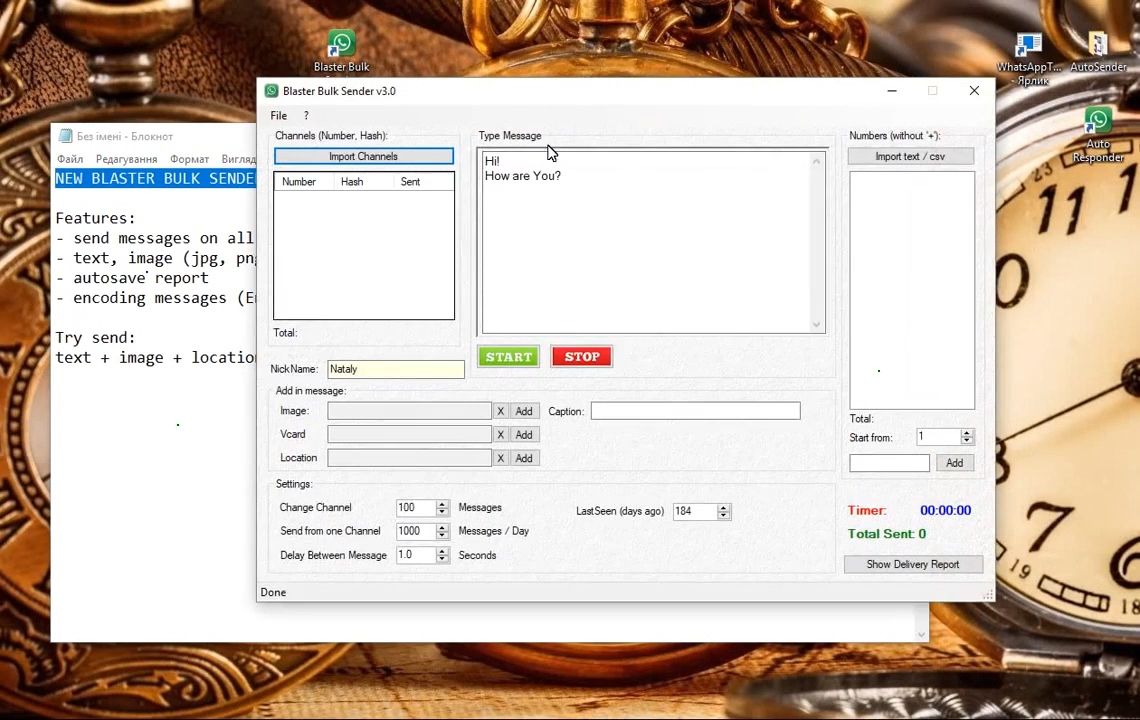 Blaster Bulk
WhatsAppT...
- Ярлик
AutoSender
Auto
Responder
Без імені - Блокнот
Файл Редагування Формат Вигляд
NEW BLASTER BULK SENDE
Features:
- send messages on all
- text, image (jpg, pn
- autosave report
- encoding messages (E
Try send:
text + image + locatio
Blaster Bulk Sender v3.0
File ?
Channels (Number, Hash):
Import Channels
Number Hash Sent
Total:
NickName: Nataly
Type Message
Hi!
How are You?
START STOP
Add in message:
Image: X Add Caption:
Vcard X Add
Location X Add
Settings:
Change Channel 100 Messages
Send from one Channel 1000 Messages / Day
Delay Between Message 1.0 Seconds
LastSeen (days ago) 184
Numbers (without '+'):
Import text / csv
Total:
Start from: 1
Add
Timer: 00:00:00
Total Sent: 0
Show Delivery Report
Done
11
10
8
7
19
18